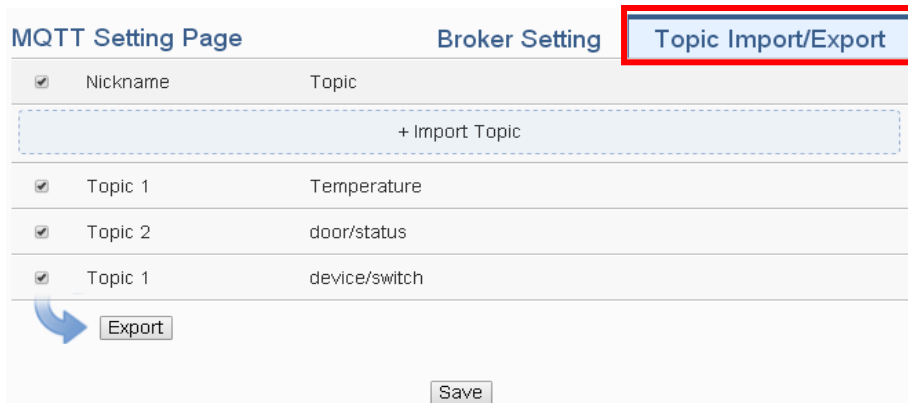 MQTT Setting Page Broker Setting Topic Import/Export
Nickname Topic
+ Import Topic
Topic 1 Temperature
Topic 2 door/status
Topic 1 device/switch
Export
Save